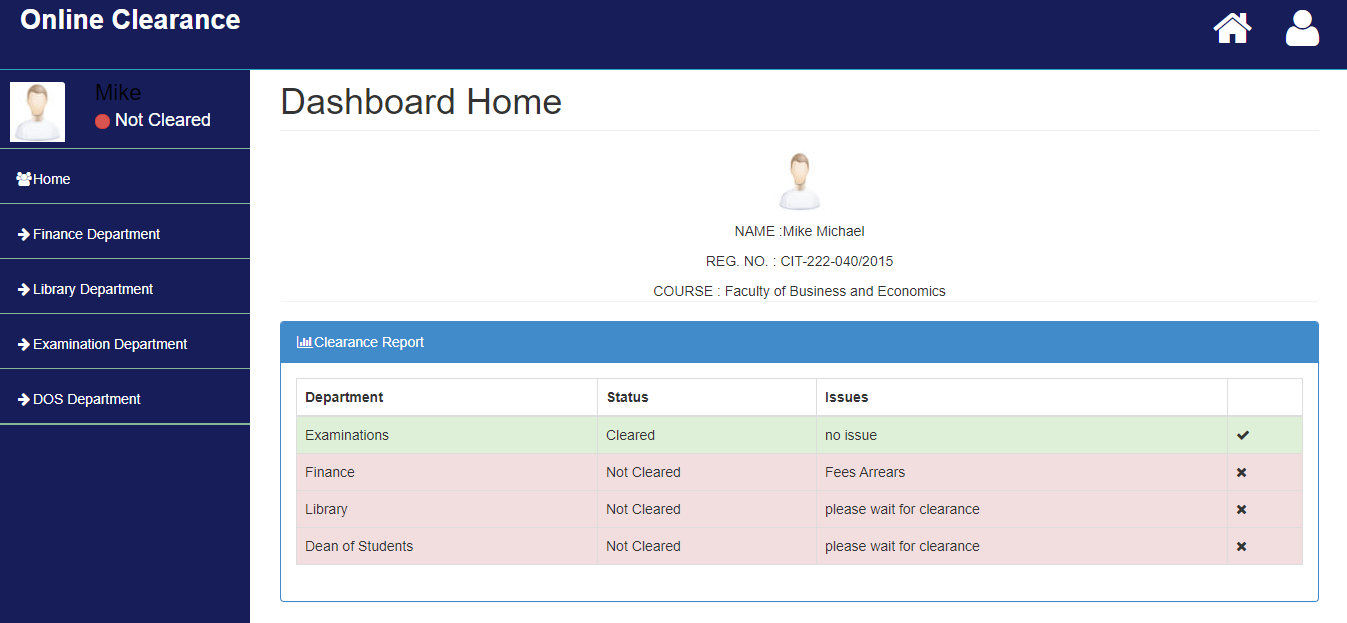 Online Clearance
Mike
Not Cleared
Home
Finance Department
Library Department
Examination Department
DOS Department
Dashboard Home
NAME :Mike Michael
REG. NO. : CIT-222-040/2015
COURSE : Faculty of Business and Economics
Clearance Report
Department Status Issues
Examinations Cleared no issue
Finance Not Cleared Fees Arrears
Library Not Cleared please wait for clearance
Dean of Students Not Cleared please wait for clearance